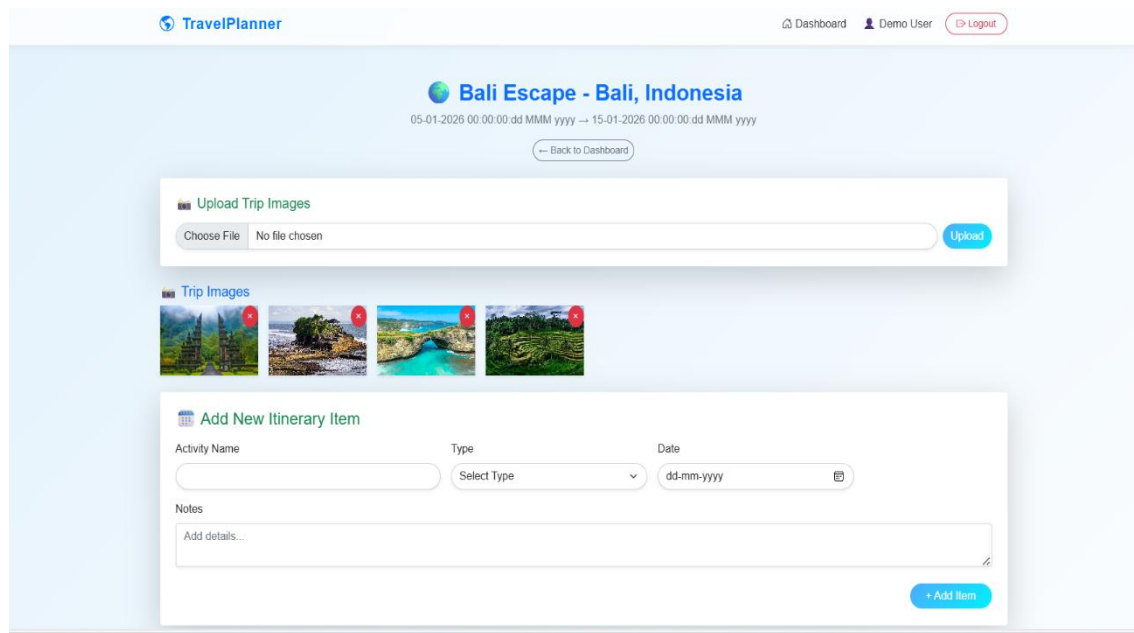 TravelPlanner
Dashboard Demo User Logout
Bali Escape - Bali, Indonesia
05-01-2026 00:00:00:dd MMM yyyy → 15-01-2026 00:00:00:dd MMM yyyy
← Back to Dashboard
Upload Trip Images
Choose File No file chosen Upload
Trip Images
× × × ×
Add New Itinerary Item
Activity Name Type Date
Select Type dd-mm-yyyy
Notes
Add details...
+ Add Item